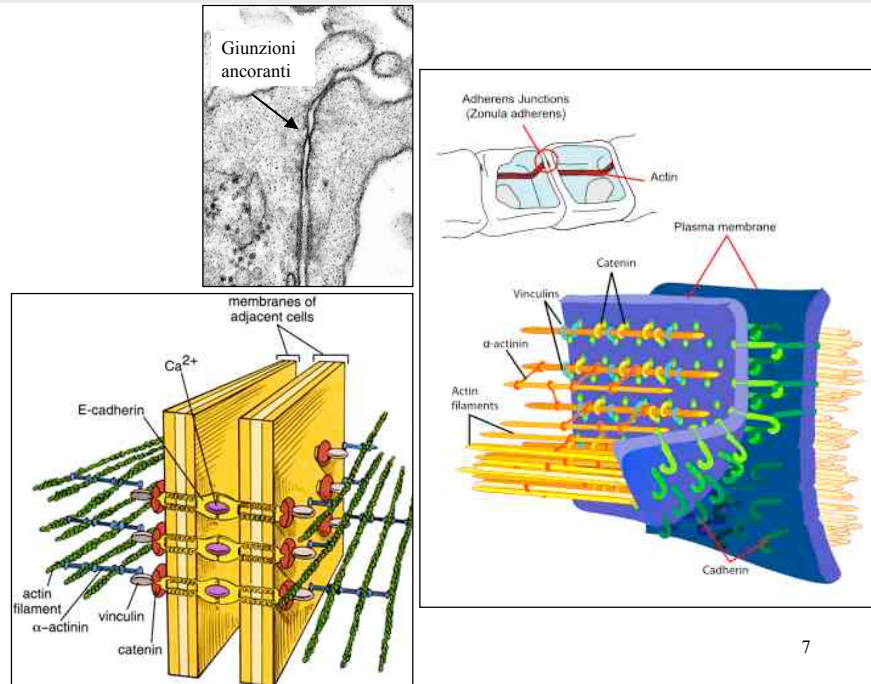 Giunzioni
ancoranti
Adherens Junctions
(Zonula adherens)
Actin
Plasma membrane
Catenin
Vinculins
α-actinin
Actin
filaments
Cadherin
membranes of
adjacent cells
Ca2+
E-cadherin
actin
filament
α-actinin
vinculin
catenin
7